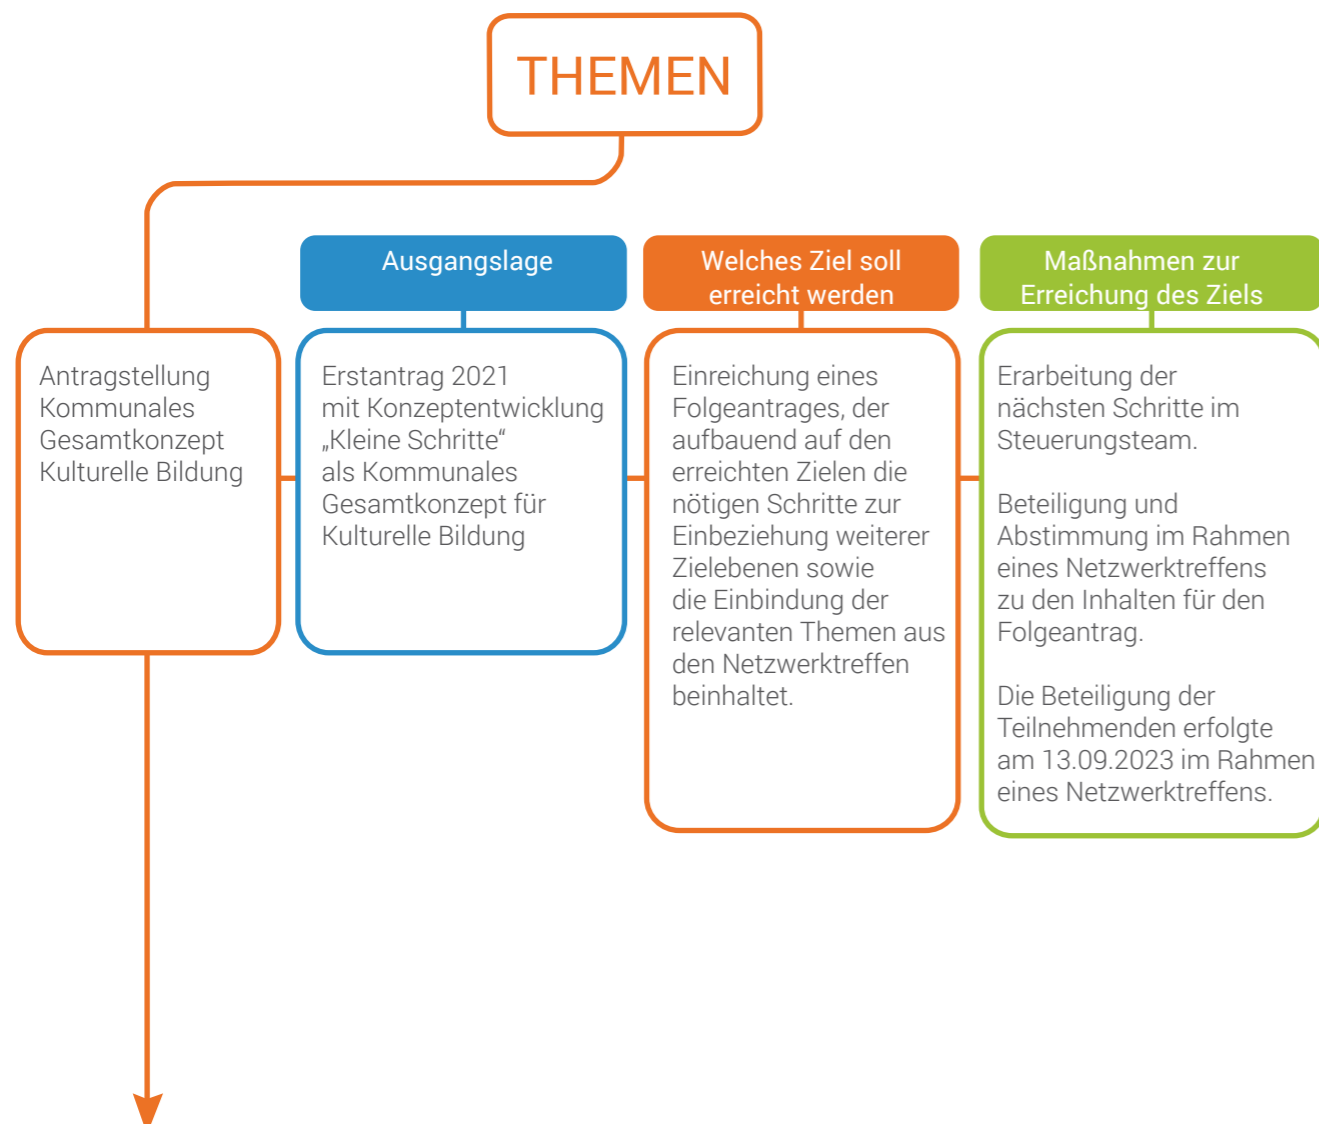 THEMEN
Antragstellung
Kommunales
Gesamtkonzept
Kulturelle Bildung
Ausgangslage
Erstantrag 2021
mit Konzeptentwicklung
„Kleine Schritte“
als Kommunales
Gesamtkonzept für
Kulturelle Bildung
Welches Ziel soll
erreicht werden
Einreichung eines
Folgeantrages, der
aufbauend auf den
erreichten Zielen die
nötigen Schritte zur
Einbeziehung weiterer
Zielebenen sowie
die Einbindung der
relevanten Themen aus
den Netzwerktreffen
beinhaltet.
Maßnahmen zur
Erreichung des Ziels
Erarbeitung der
nächsten Schritte im
Steuerungsteam.
Beteiligung und
Abstimmung im Rahmen
eines Netzwerktreffens
zu den Inhalten für den
Folgeantrag.
Die Beteiligung der
Teilnehmenden erfolgte
am 13.09.2023 im Rahmen
eines Netzwerktreffens.